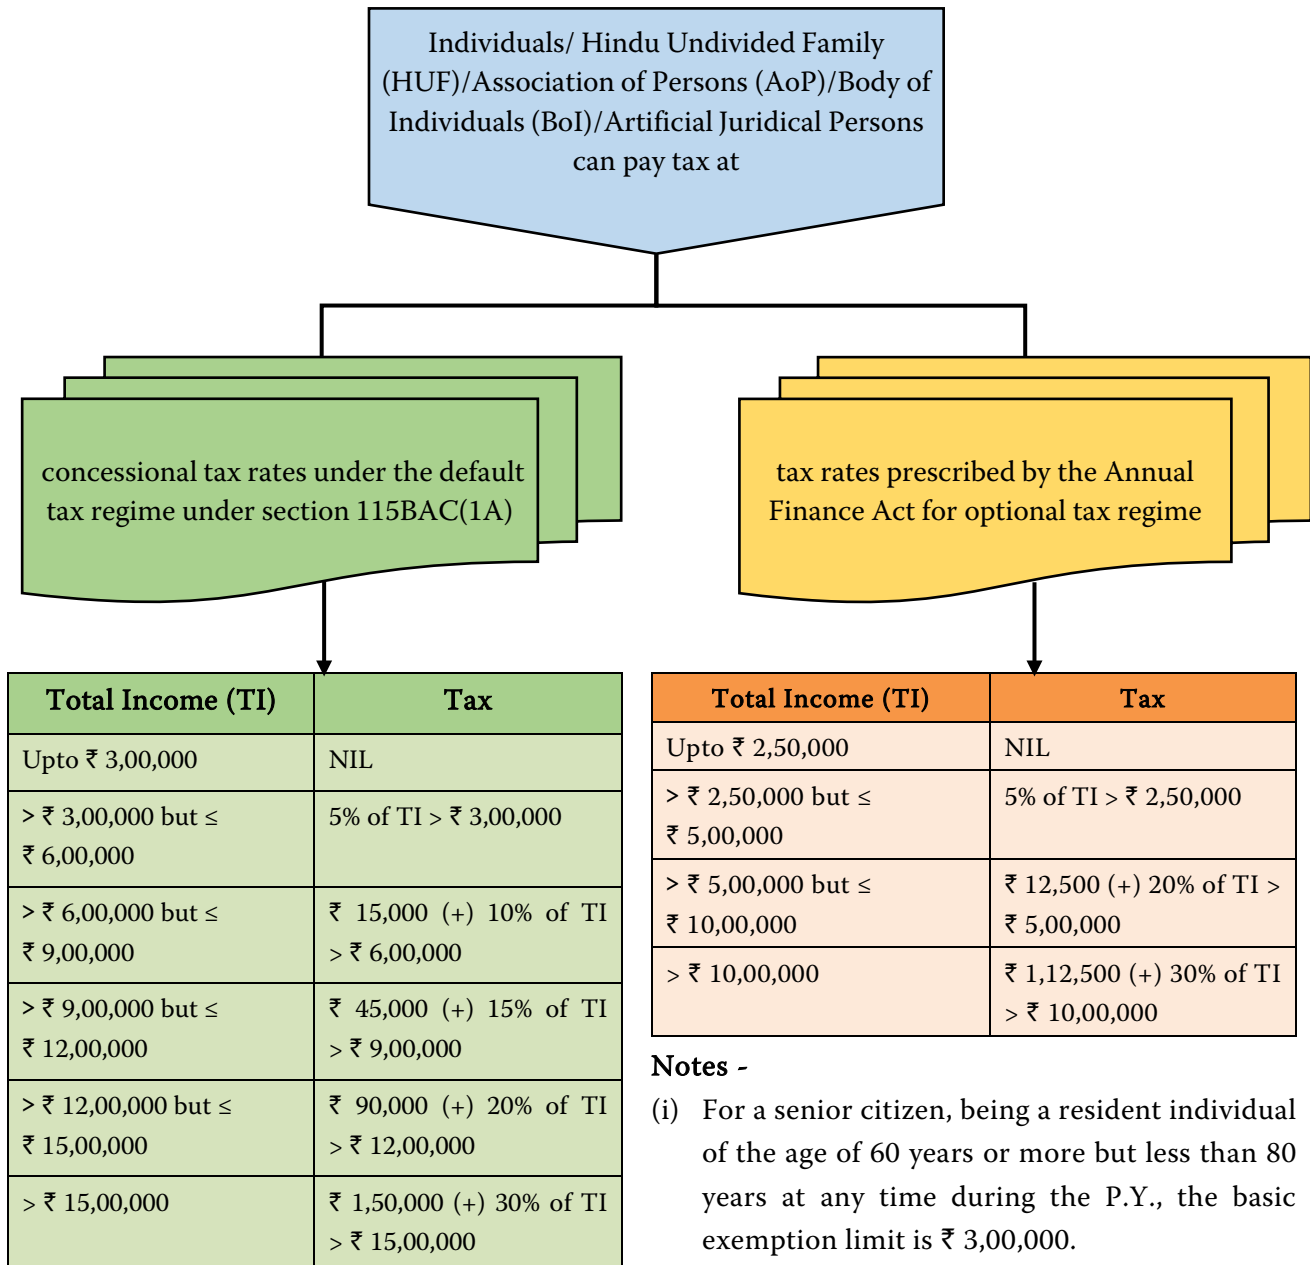 Individuals/ Hindu Undivided Family
(HUF)/Association of Persons (AoP)/Body of
Individuals (BoI)/Artificial Juridical Persons
can pay tax at
concessional tax rates under the default
tax regime under section 115BAC(1A)
tax rates prescribed by the Annual
Finance Act for optional tax regime
Total Income (TI)
Tax
Upto ₹ 3,00,000
NIL
> ₹ 3,00,000 but ≤
₹ 6,00,000
5% of TI > ₹ 3,00,000
> ₹ 6,00,000 but ≤
₹ 9,00,000
₹ 15,000 (+) 10% of TI
> ₹ 6,00,000
> ₹ 9,00,000 but ≤
₹ 12,00,000
₹ 45,000 (+) 15% of TI
> ₹ 9,00,000
> ₹ 12,00,000 but ≤
₹ 15,00,000
₹ 90,000 (+) 20% of TI
> ₹ 12,00,000
> ₹ 15,00,000
₹ 1,50,000 (+) 30% of TI
> ₹ 15,00,000
Total Income (TI)
Tax
Upto ₹ 2,50,000
NIL
> ₹ 2,50,000 but ≤
₹ 5,00,000
5% of TI > ₹ 2,50,000
> ₹ 5,00,000 but ≤
₹ 10,00,000
₹ 12,500 (+) 20% of TI >
₹ 5,00,000
> ₹ 10,00,000
₹ 1,12,500 (+) 30% of TI
> ₹ 10,00,000
Notes -
(i) For a senior citizen, being a resident individual
of the age of 60 years or more but less than 80
years at any time during the P.Y., the basic
exemption limit is ₹ 3,00,000.